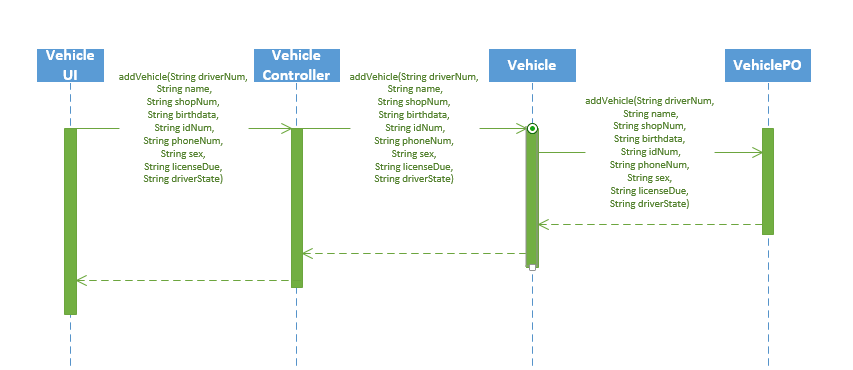 Vehicle
UI
Vehicle
Controller
Vehicle
VehiclePO
addVehicle(String driverNum,
String name,
String shopNum,
String birthdata,
String idNum,
String phoneNum,
String sex,
String licenseDue,
String driverState)
addVehicle(String driverNum,
String name,
String shopNum,
String birthdata,
String idNum,
String phoneNum,
String sex,
String licenseDue,
String driverState)
addVehicle(String driverNum,
String name,
String shopNum,
String birthdata,
String idNum,
String phoneNum,
String sex,
String licenseDue,
String driverState)